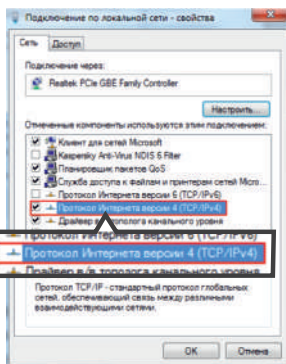 Подключение по локальной сети - свойства
Сеть
Доступ
Подключение через:
Realtek PCIe GBE Family Controller
Настроить...
Отмеченные компоненты используются этим подключением:
Клиент для сетей Microsoft
Kaspersky Anti-Virus NDIS 6 Filter
Планировщик пакетов QoS
Служба доступа к файлам и принтерам сетей Micro...
Протокол Интернета версии 6 (TCP/IPv6)
Протокол Интернета версии 4 (TCP/IPv4)
Драйвер тополога канального уровня
Протокол Интернета версии 6 (TCP/IPv6)
Протокол Интернета версии 4 (TCP/IPv4)
Драйвер в/в тополога канального уровня
Протокол TCP/IP - стандартный протокол глобальных
сетей, обеспечивающий связь между различными
взаимодействующими сетями.
OK
Отмена